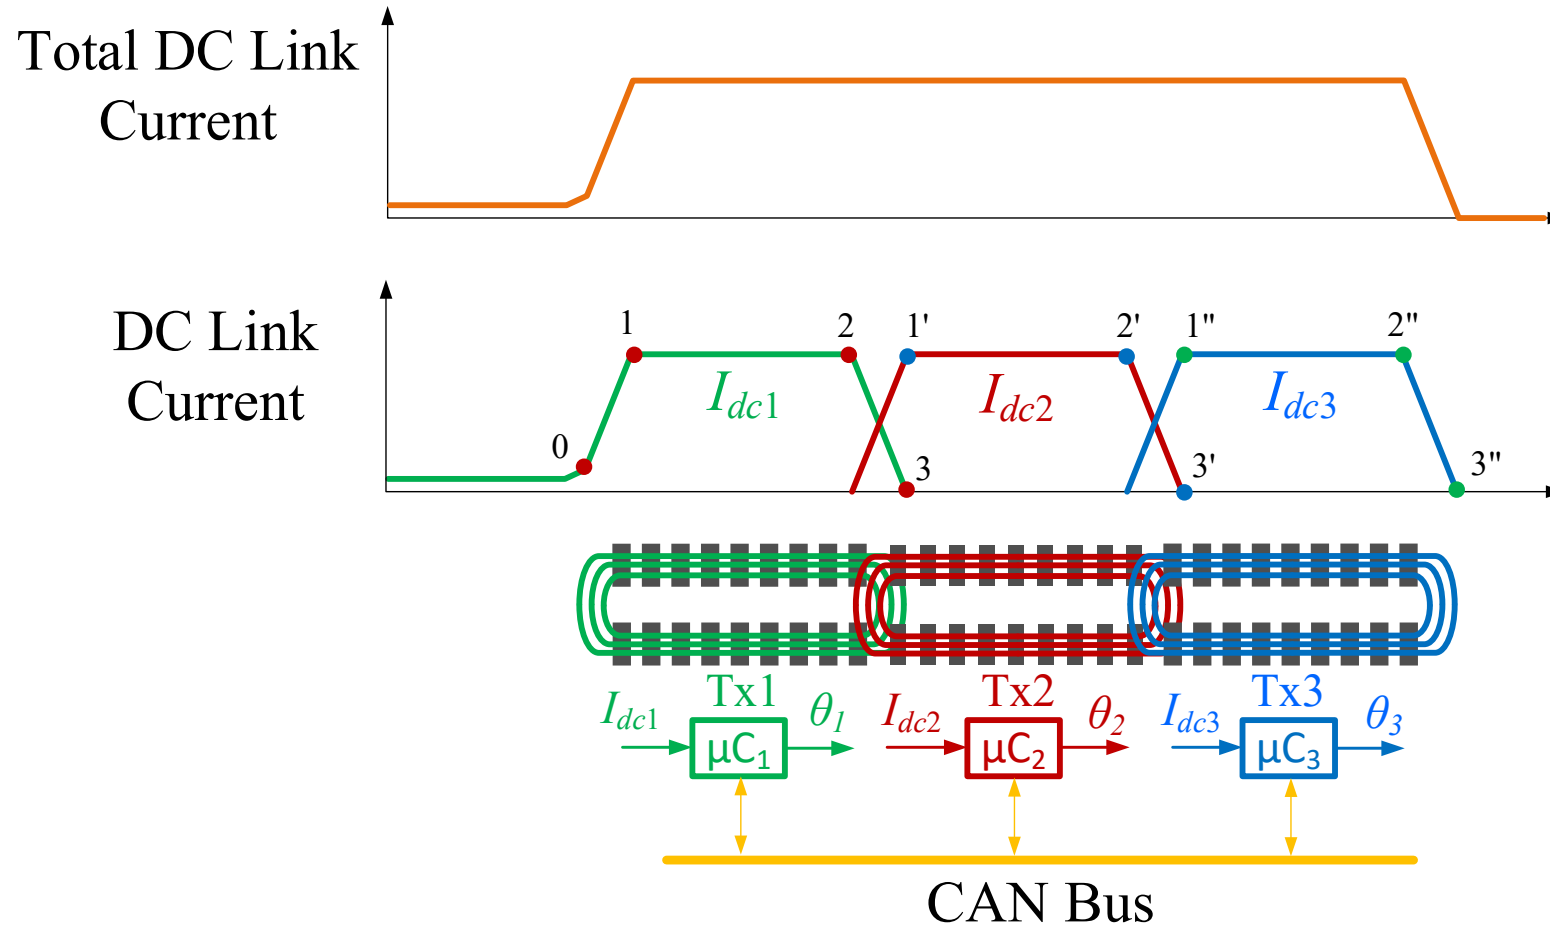 Total DC Link
Current
DC Link
Current
0
1
2
3
1'
2'
3'
1''
2''
3''
Idc1
Idc2
Idc3
Tx1
Tx2
Tx3
Idc1
μC1
θ1
Idc2
μC2
θ2
Idc3
μC3
θ3
CAN Bus